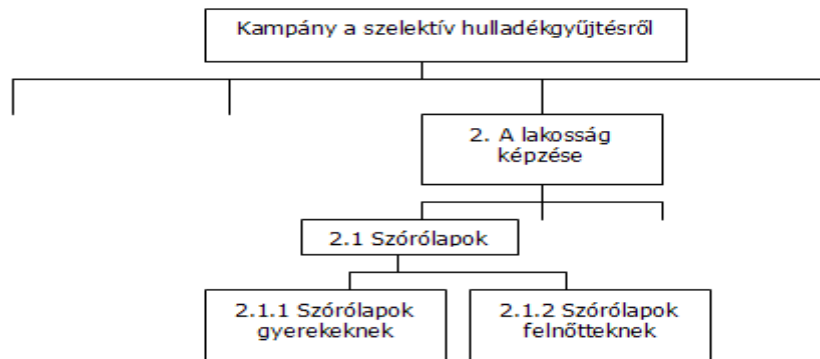 Kampány a szelektív hulladékgyűjtésről
2. A lakosság
képzése
2.1 Szórólapok
2.1.1 Szórólapok
gyerekeknek
2.1.2 Szórólapok
felnőtteknek